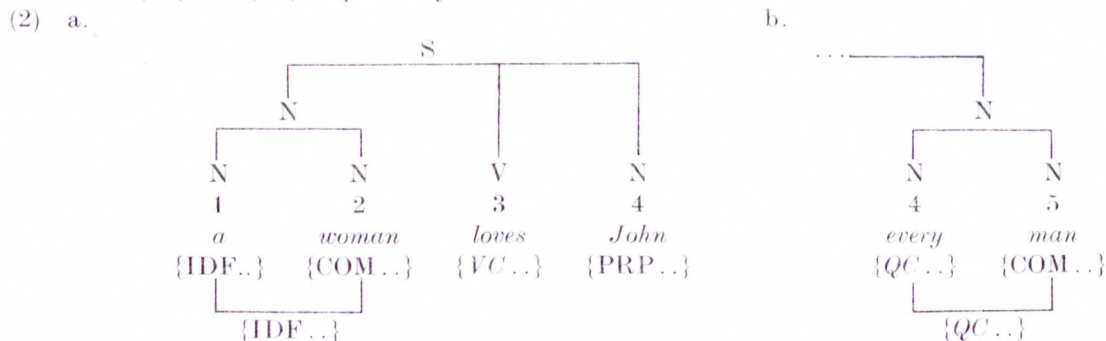 (2) a. b.
S ...
N N
N N V N N N
1 2 3 4 4 5
a woman loves John every man
{IDF..} {COM..} {VC..} {PRP..} {QC..} {COM..}
{IDF..} {QC..}